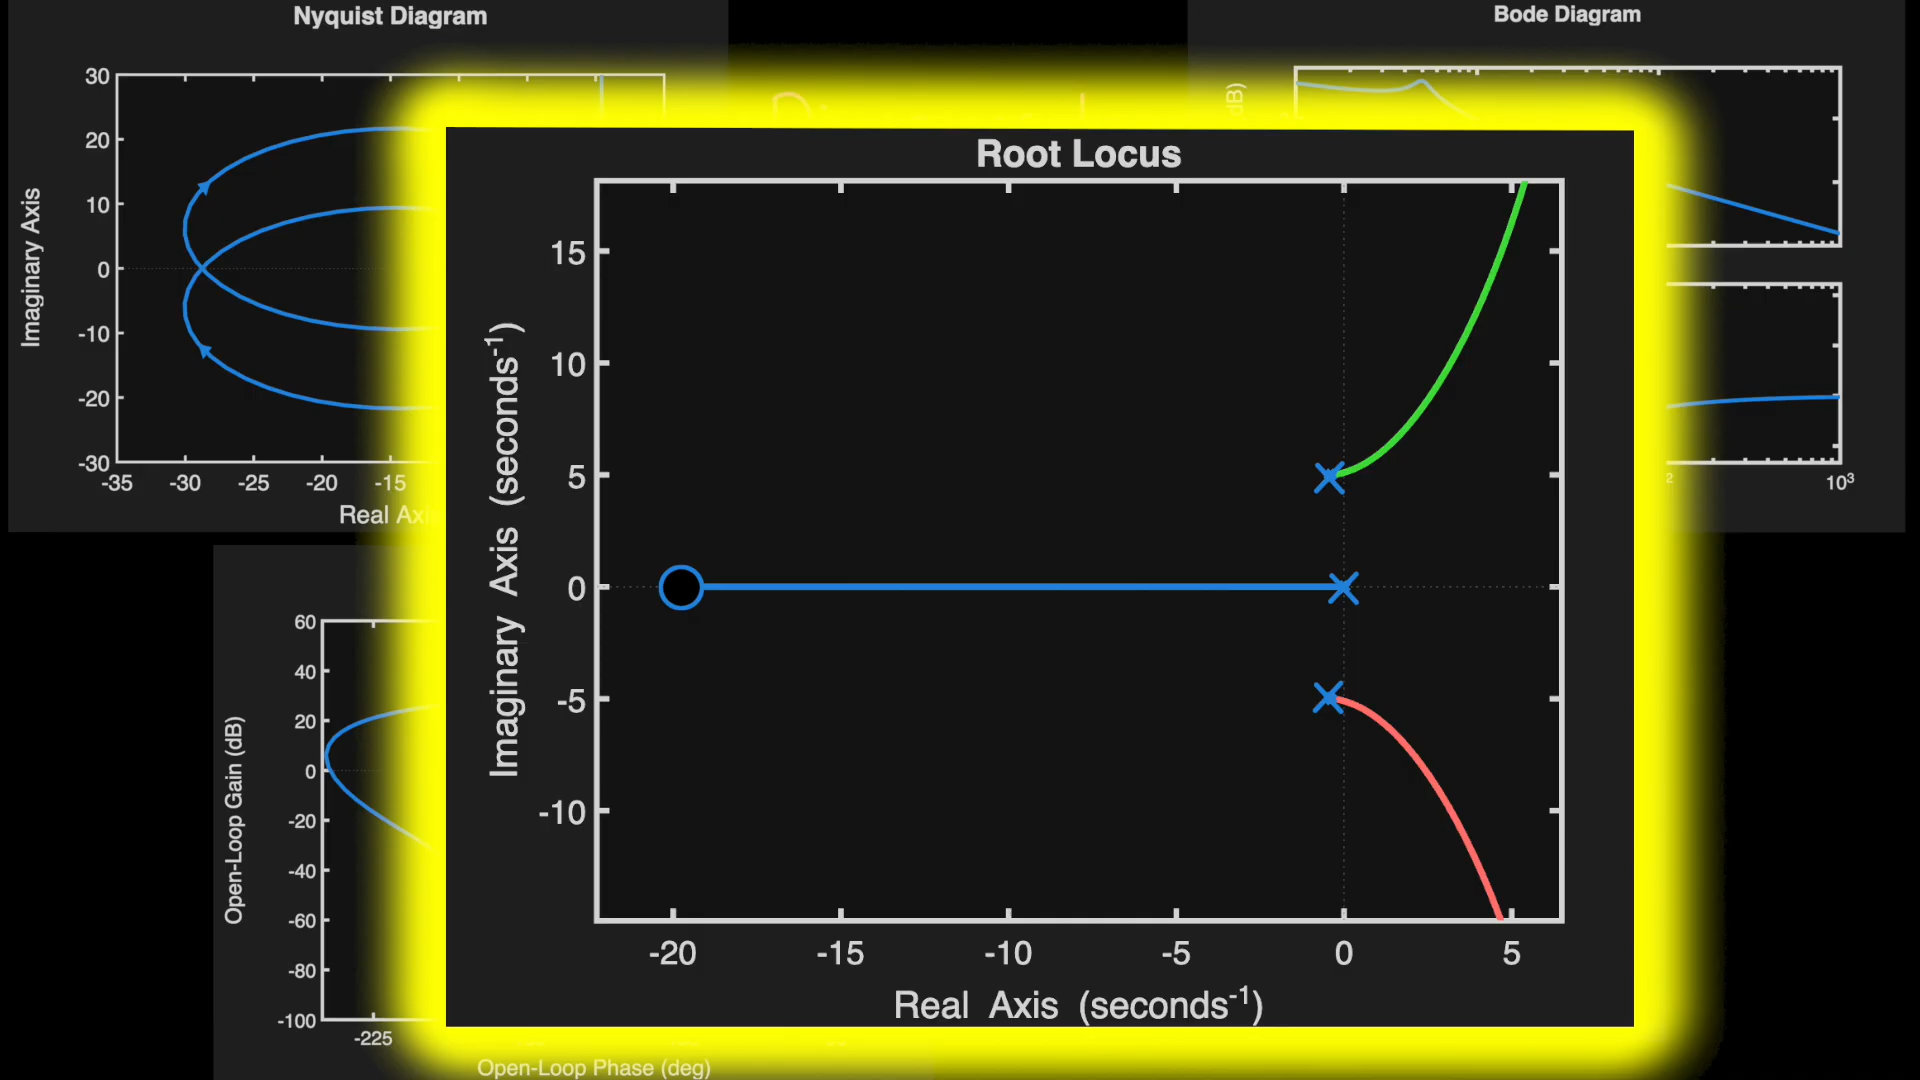 Nyquist Diagram
Imaginary Axis
30
20
10
0
-10
-20
-30
-35 -30 -25 -20 -15
Real Ax
Bode Diagram
dB)
10³
Root Locus
Imaginary Axis (seconds⁻¹)
15
10
5
0
-5
-10
-20 -15 -10 -5 0 5
Real Axis (seconds⁻¹)
Open-Loop Gain (dB)
60
40
20
0
-20
-40
-60
-80
-100
-225
Open-Loop Phase (deg)